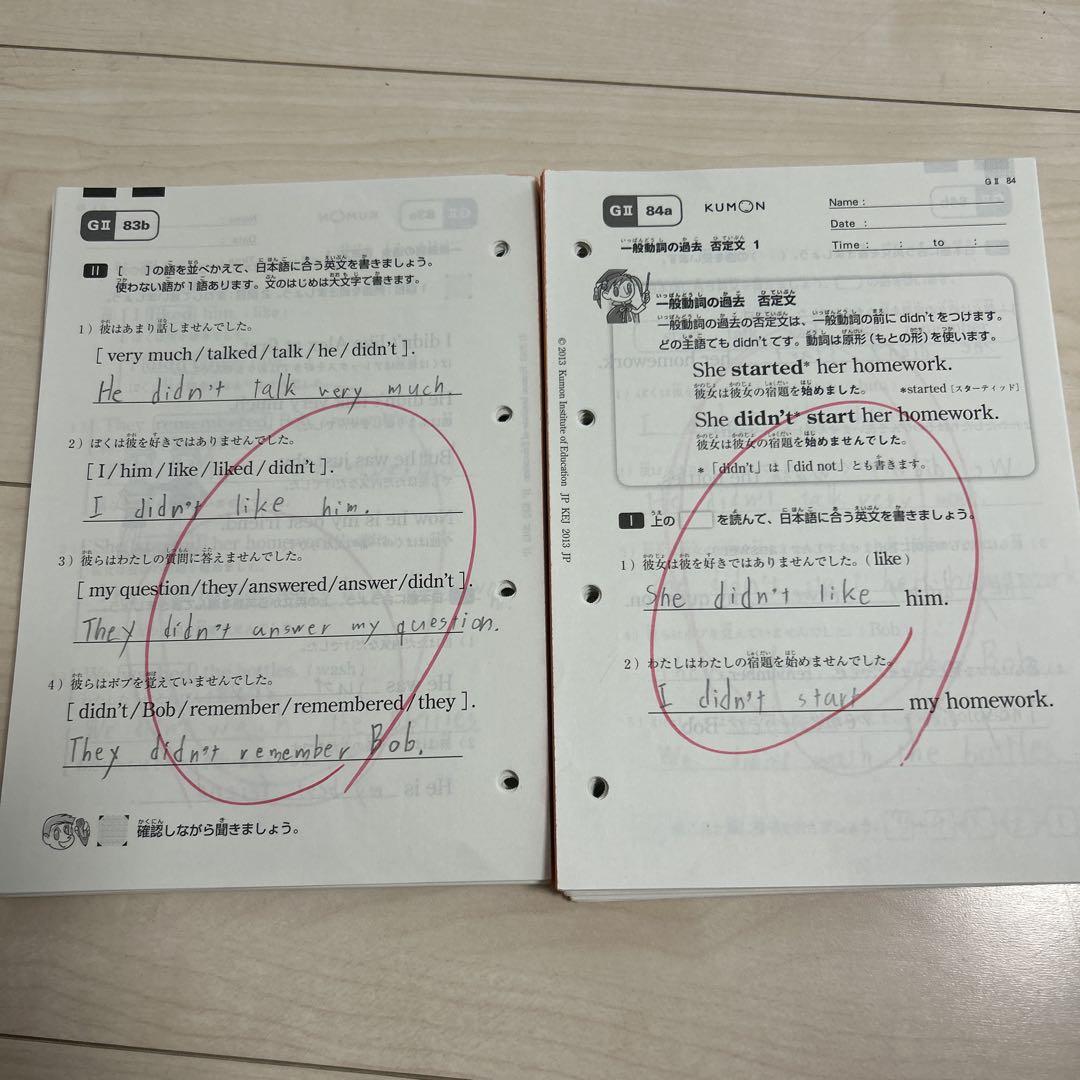 GⅡ 83b
Ⅱ [ ]の語を並べかえて、日本語に合う英文を書きましょう。
使わない語が1語あります。文のはじめは大文字で書きます。
1) 彼はあまり話しませんでした。
[ very much / talked / talk / he / didn't ].
He didn't talk very much.
2) ぼくは彼を好きではありませんでした。
[ I / him / like / liked / didn't ].
I didn't like him.
3) 彼らはわたしの質問に答えませんでした。
[ my question / they / answered / answer / didn't ].
They didn't answer my question.
4) 彼らはボブを覚えていませんでした。
[ didn't / Bob / remember / remembered / they ].
They didn't remember Bob.
確認しながら聞きましょう。
GⅡ 84
GⅡ 84a KUMON
Name :
Date :
Time : : to :
一般動詞の過去 否定文 1
一般動詞の過去 否定文
一般動詞の過去の否定文は、一般動詞の前に didn't をつけます。
どの主語でも didn't です。動詞は原形(もとの形)を使います。
She started* her homework.
彼女は彼女の宿題を始めました。 *started [スターティッド]
She didn't* start her homework.
彼女は彼女の宿題を始めませんでした。
*「didn't」は「did not」とも書きます。
Ⅰ 上の を読んで、日本語に合う英文を書きましょう。
1) 彼女は彼を好きではありませんでした。(like)
She didn't like him.
2) わたしはわたしの宿題を始めませんでした。
I didn't start my homework.
© 2013 Kumon Institute of Education JP KEJ 2013 JP